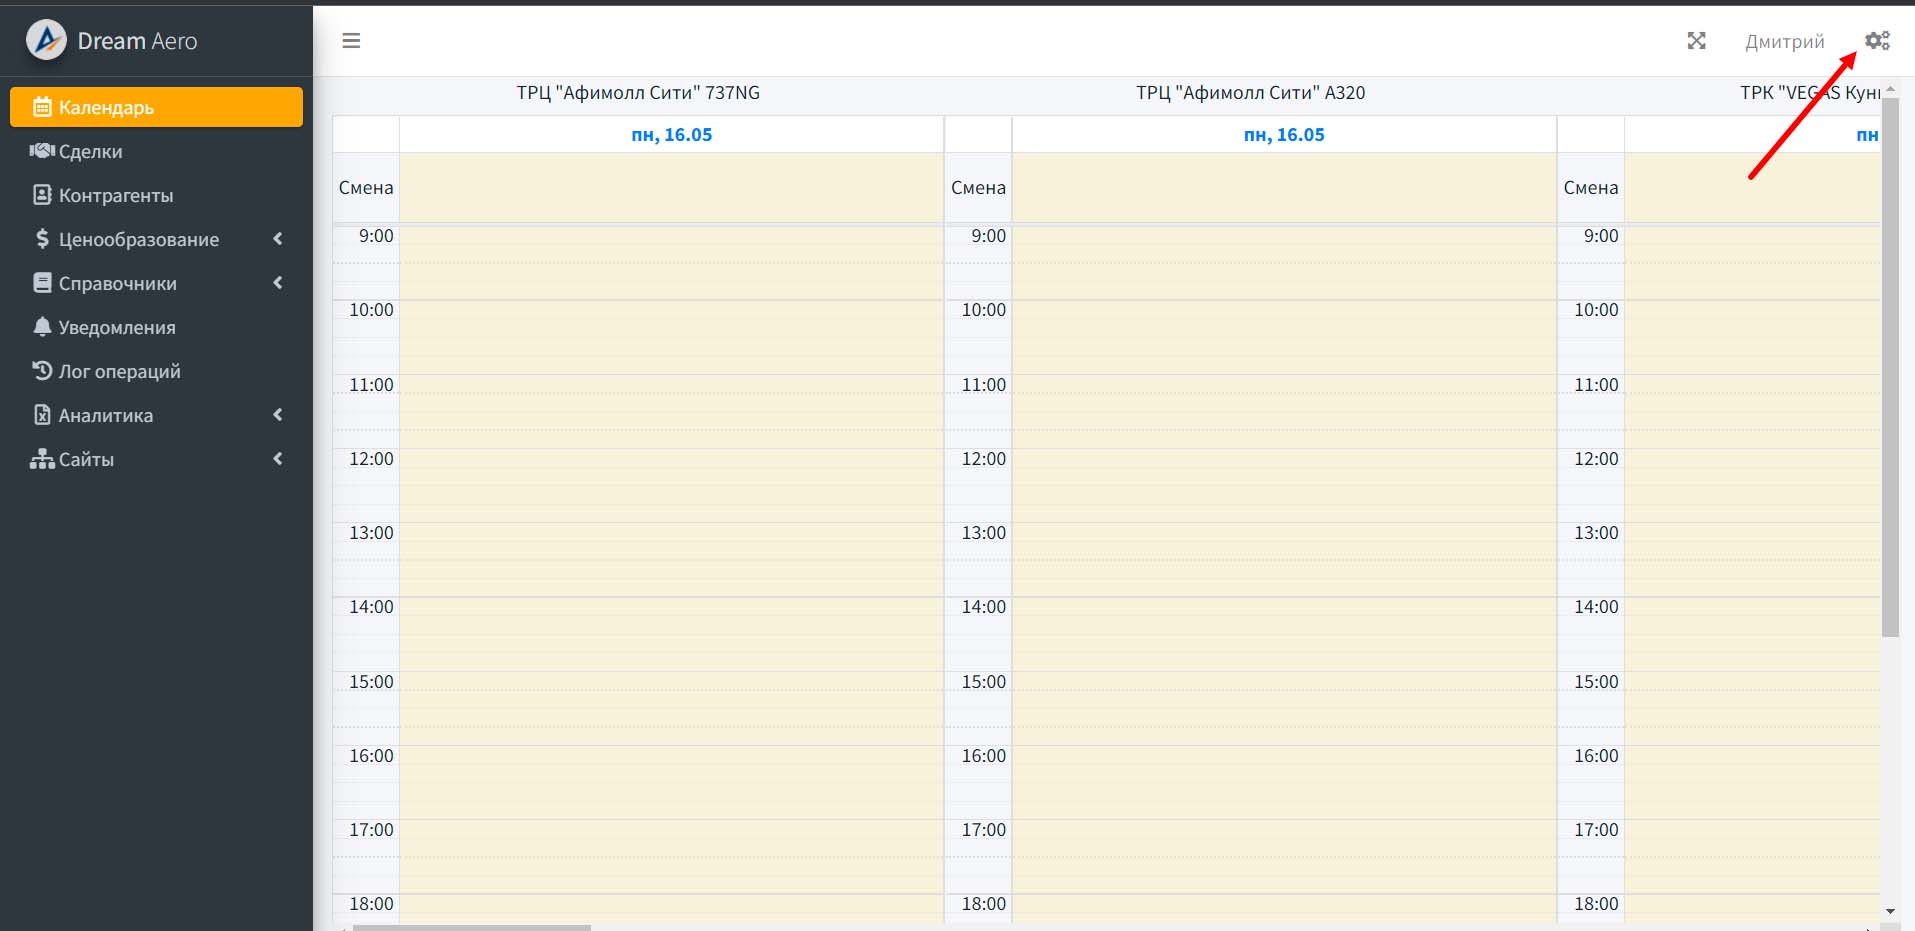 Dream Aero
Дмитрий
Календарь
Сделки
Контрагенты
Ценообразование
Справочники
Уведомления
Лог операций
Аналитика
Сайты
ТРЦ "Афимолл Сити" 737NG
ТРЦ "Афимолл Сити" A320
ТРК "VEGAS Кун
пн, 16.05
пн, 16.05
пн
Смена
Смена
Смена
9:00
9:00
9:00
10:00
10:00
10:00
11:00
11:00
11:00
12:00
12:00
12:00
13:00
13:00
13:00
14:00
14:00
14:00
15:00
15:00
15:00
16:00
16:00
16:00
17:00
17:00
17:00
18:00
18:00
18:00